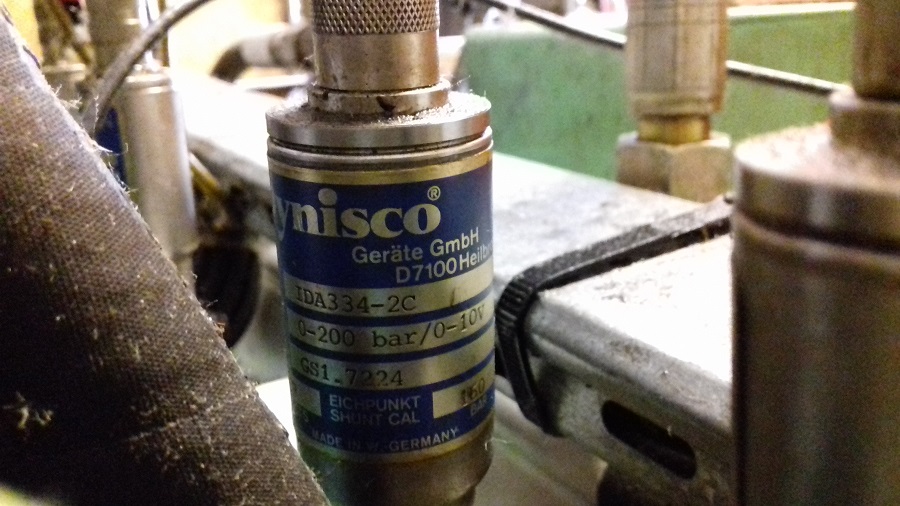 ynisco®
Geräte GmbH
D7100 Heilb
IDA334-2C
0-200 bar/0-10V
GS1.7224
EICHPUNKT 160
SHUNT CAL BAR
MADE IN W.-GERMANY